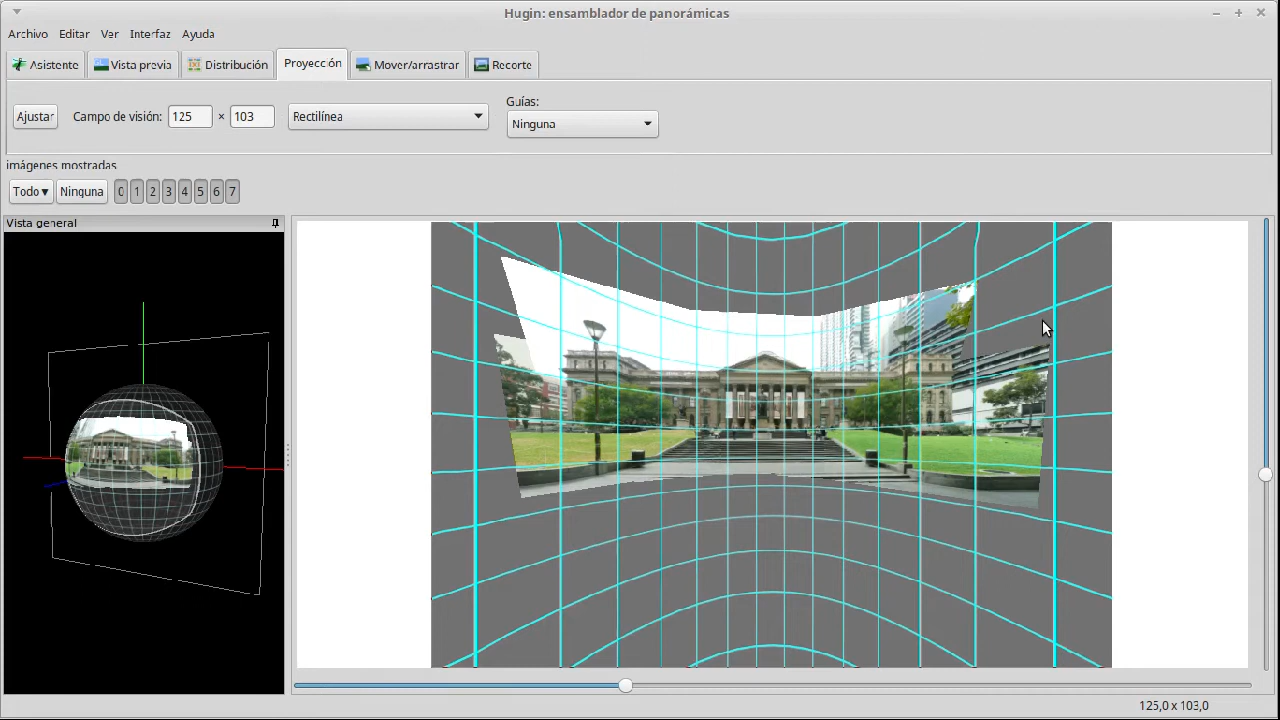 Hugin: ensamblador de panorámicas
Archivo Editar Ver Interfaz Ayuda
Asistente Vista previa Distribución Proyección Mover/arrastrar Recorte
Guías:
Ajustar Campo de visión: 125 × 103 Rectilínea
Ninguna
imágenes mostradas
Todo▾ Ninguna 0 1 2 3 4 5 6 7
Vista general
125,0 x 103,0